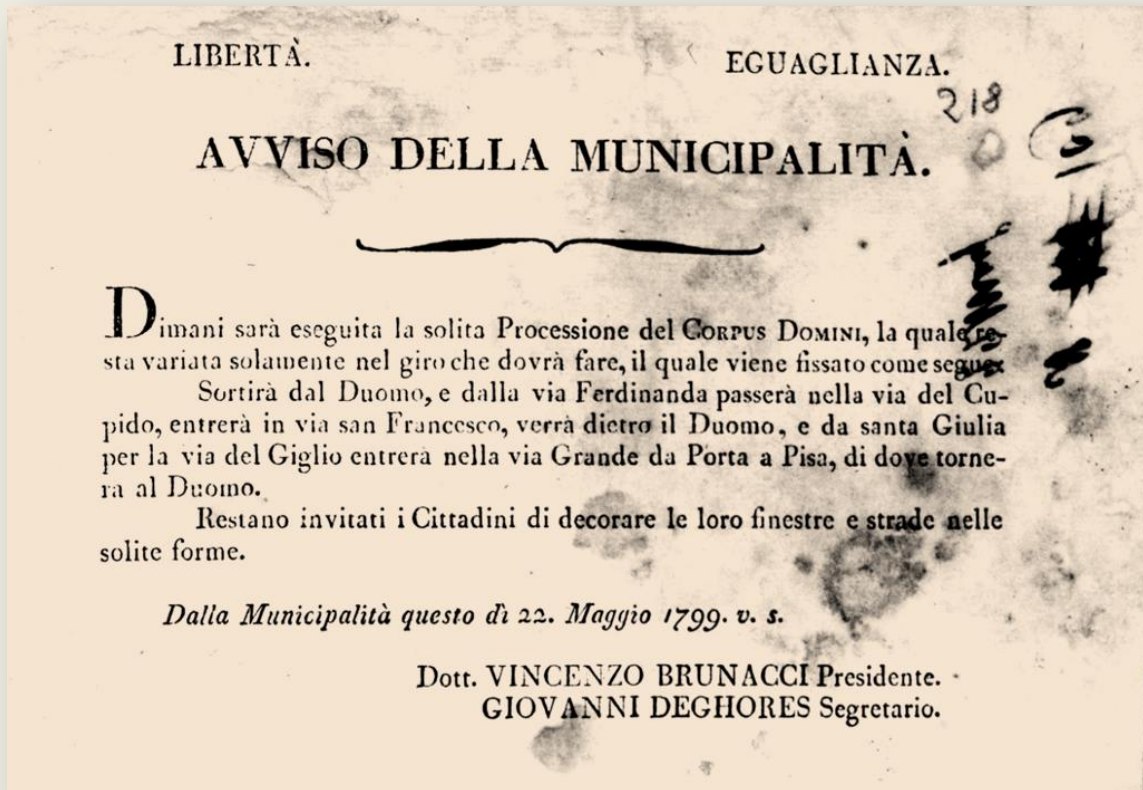 LIBERTÀ. EGUAGLIANZA.
218
AVVISO DELLA MUNICIPALITÀ.
Dimani sarà eseguita la solita Processione del CORPUS DOMINI, la quale re-
sta variata solamente nel giro che dovrà fare, il quale viene fissato come segue:
Sortirà dal Duomo, e dalla via Ferdinanda passerà nella via del Cu-
pido, entrerà in via san Francesco, verrà dietro il Duomo, e da santa Giulia
per la via del Giglio entrerà nella via Grande da Porta a Pisa, di dove torne-
rà al Duomo.
Restano invitati i Cittadini di decorare le loro finestre e strade nelle
solite forme.
Dalla Municipalità questo dì 22. Maggio 1799. v. s.
Dott. VINCENZO BRUNACCI Presidente.
GIOVANNI DEGHORES Segretario.